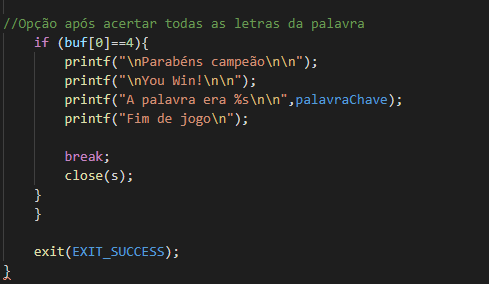 //Opção após acertar todas as letras da palavra
if (buf[0]==4){
printf("\nParabéns campeão\n\n");
printf("\nYou Win!\n\n");
printf("A palavra era %s\n\n",palavraChave);
printf("Fim de jogo\n");
break;
close(s);
}
}
exit(EXIT_SUCCESS);
}